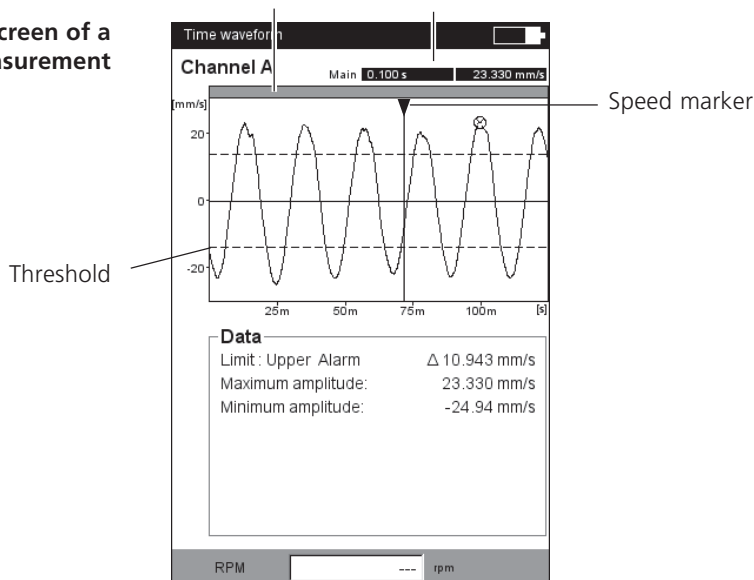 creen of a
asurement
Time waveform
Channel A
Main 0.100 s 23.330 mm/s
[mm/s]
Speed marker
20
0
Threshold
-20
25m 50m 75m 100m [s]
Data
Limit : Upper Alarm Δ 10.943 mm/s
Maximum amplitude: 23.330 mm/s
Minimum amplitude: -24.94 mm/s
RPM --- rpm